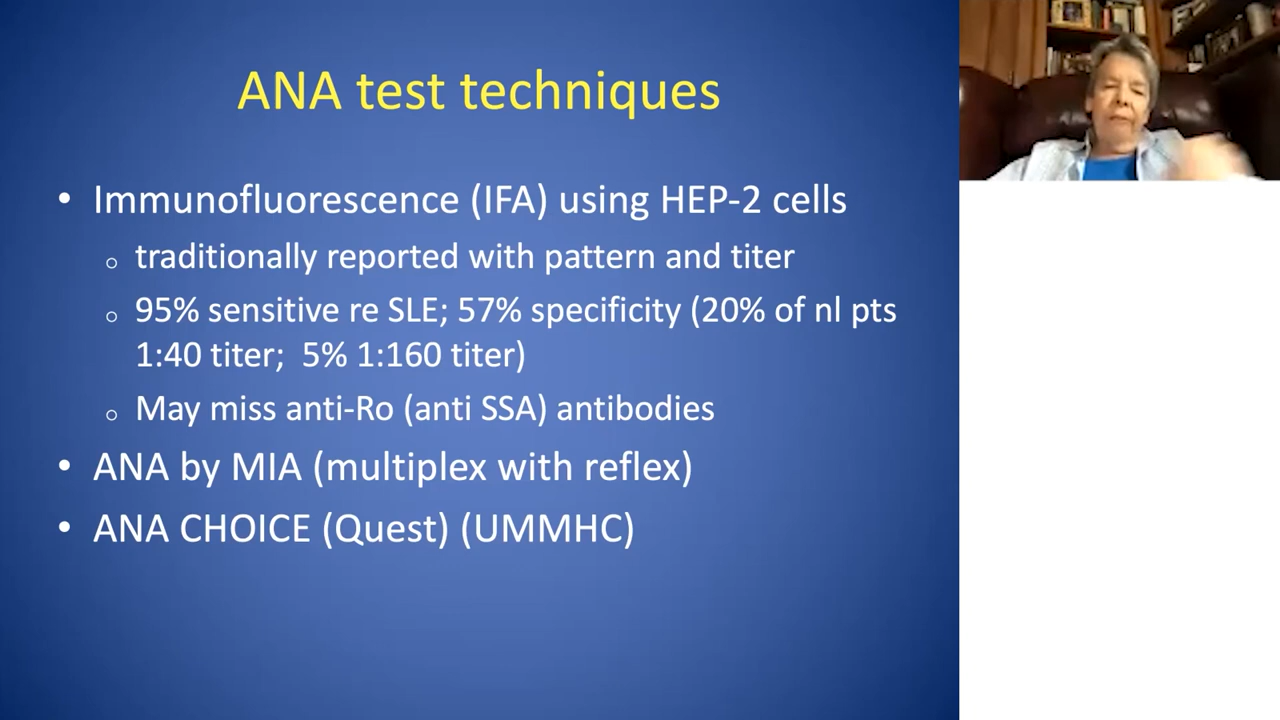 ANA test techniques
• Immunofluorescence (IFA) using HEP-2 cells
o traditionally reported with pattern and titer
o 95% sensitive re SLE; 57% specificity (20% of nl pts
1:40 titer;  5% 1:160 titer)
o May miss anti-Ro (anti SSA) antibodies
• ANA by MIA (multiplex with reflex)
• ANA CHOICE (Quest) (UMMHC)